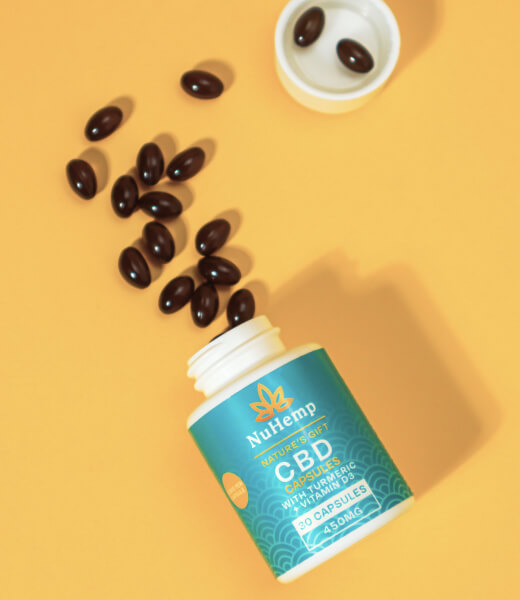 NuHemp
NATURE'S GIFT
CBD
CAPSULES
WITH TURMERIC
+ VITAMIN D3
30 CAPSULES
450MG